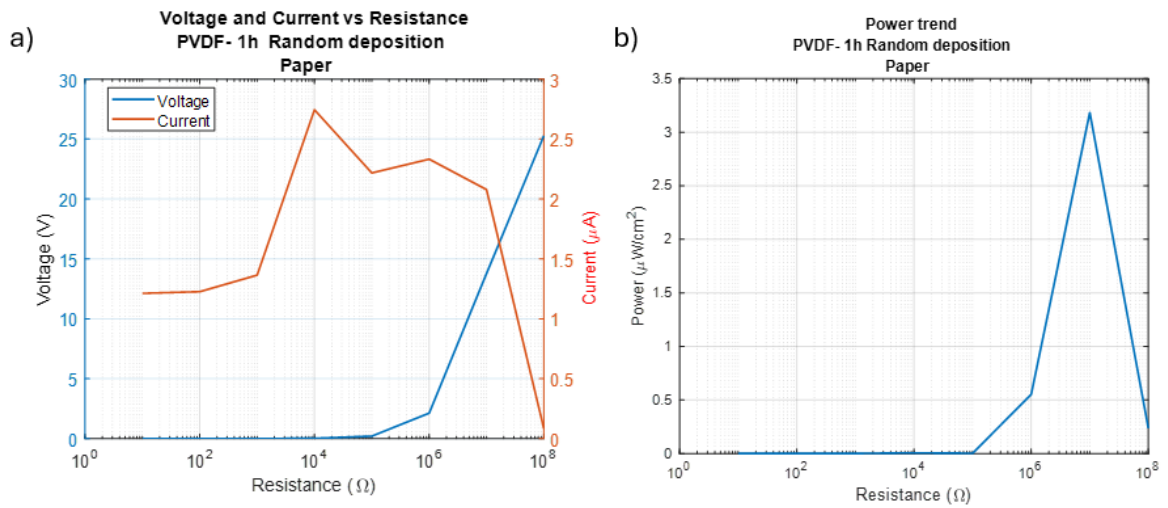 a)
Voltage and Current vs Resistance
PVDF- 1h  Random deposition
Paper
Voltage
Current
30
25
20
15
10
5
0
Voltage (V)
3
2.5
2
1.5
1
0.5
0
Current (μA)
10^0
10^2
10^4
10^6
10^8
Resistance (Ω)
b)
Power trend
PVDF- 1h Random deposition
Paper
3.5
3
2.5
2
1.5
1
0.5
0
Power (μW/cm^2)
10^0
10^2
10^4
10^6
10^8
Resistance (Ω)